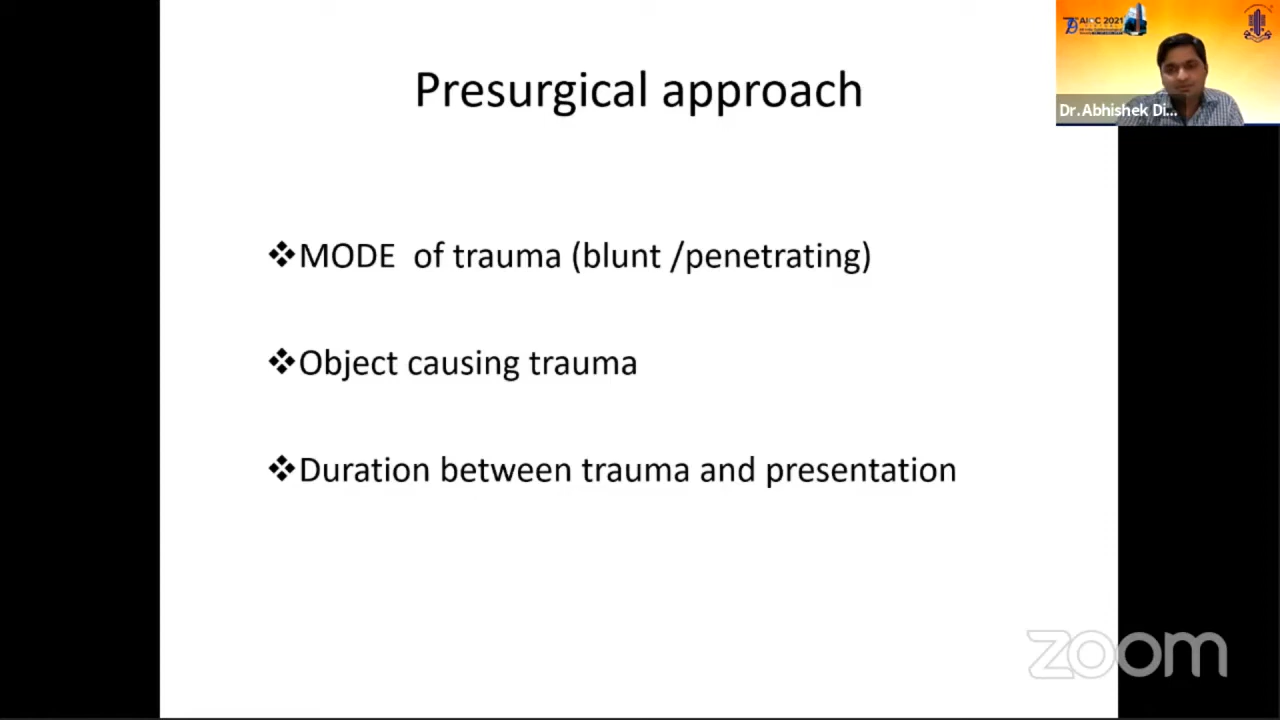 Presurgical approach
❖MODE of trauma (blunt /penetrating)
❖Object causing trauma
❖Duration between trauma and presentation
AIOC 2021
Dr.Abhishek Di...
zoom